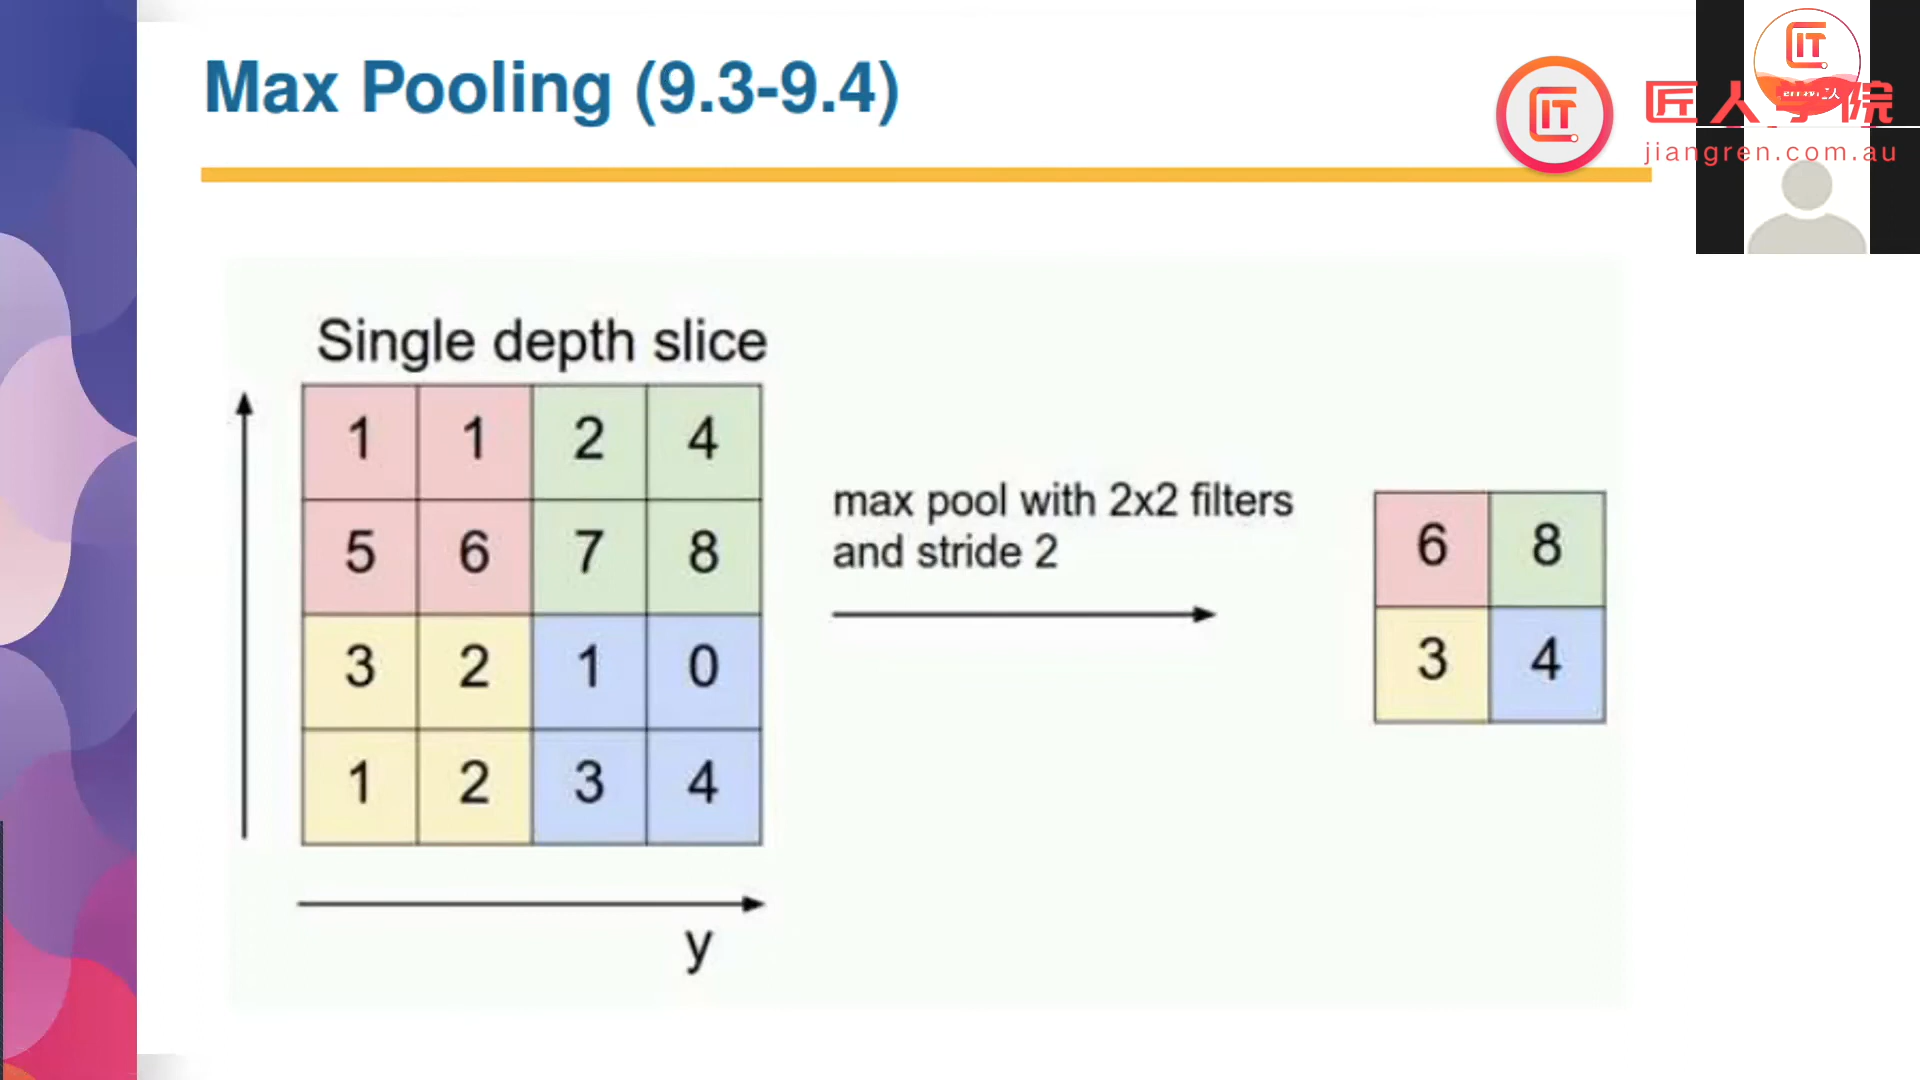 Max Pooling (9.3-9.4)
IT
IT
匠人学院
jiangren.com.au
Single depth slice
1 1 2 4
5 6 7 8
3 2 1 0
1 2 3 4
max pool with 2x2 filters
and stride 2
6 8
3 4
y